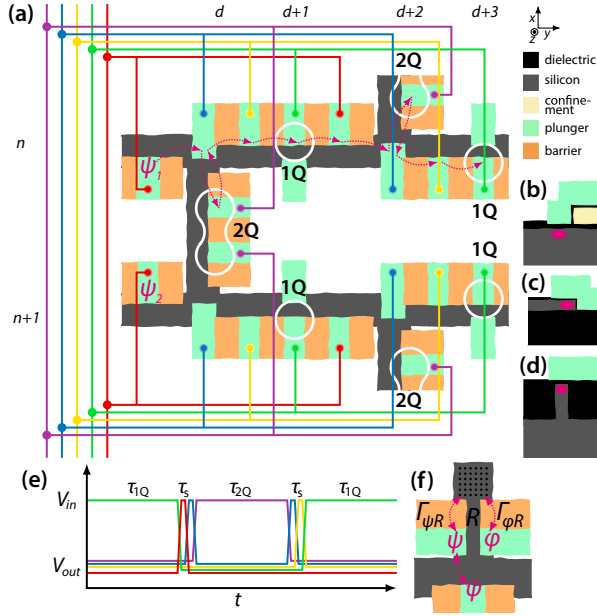 (a)
d
d+1
d+2
d+3
x
y
z
n
2Q
dielectric
silicon
confine-
ment
plunger
barrier
ψ1
1Q
1Q
2Q
(b)
1Q
ψ2
1Q
n+1
(c)
(d)
2Q
(e)
τ1Q
τs
τ2Q
τs
τ1Q
Vin
Vout
t
(f)
ΓψR
R
ΓφR
ψ
φ
ψ